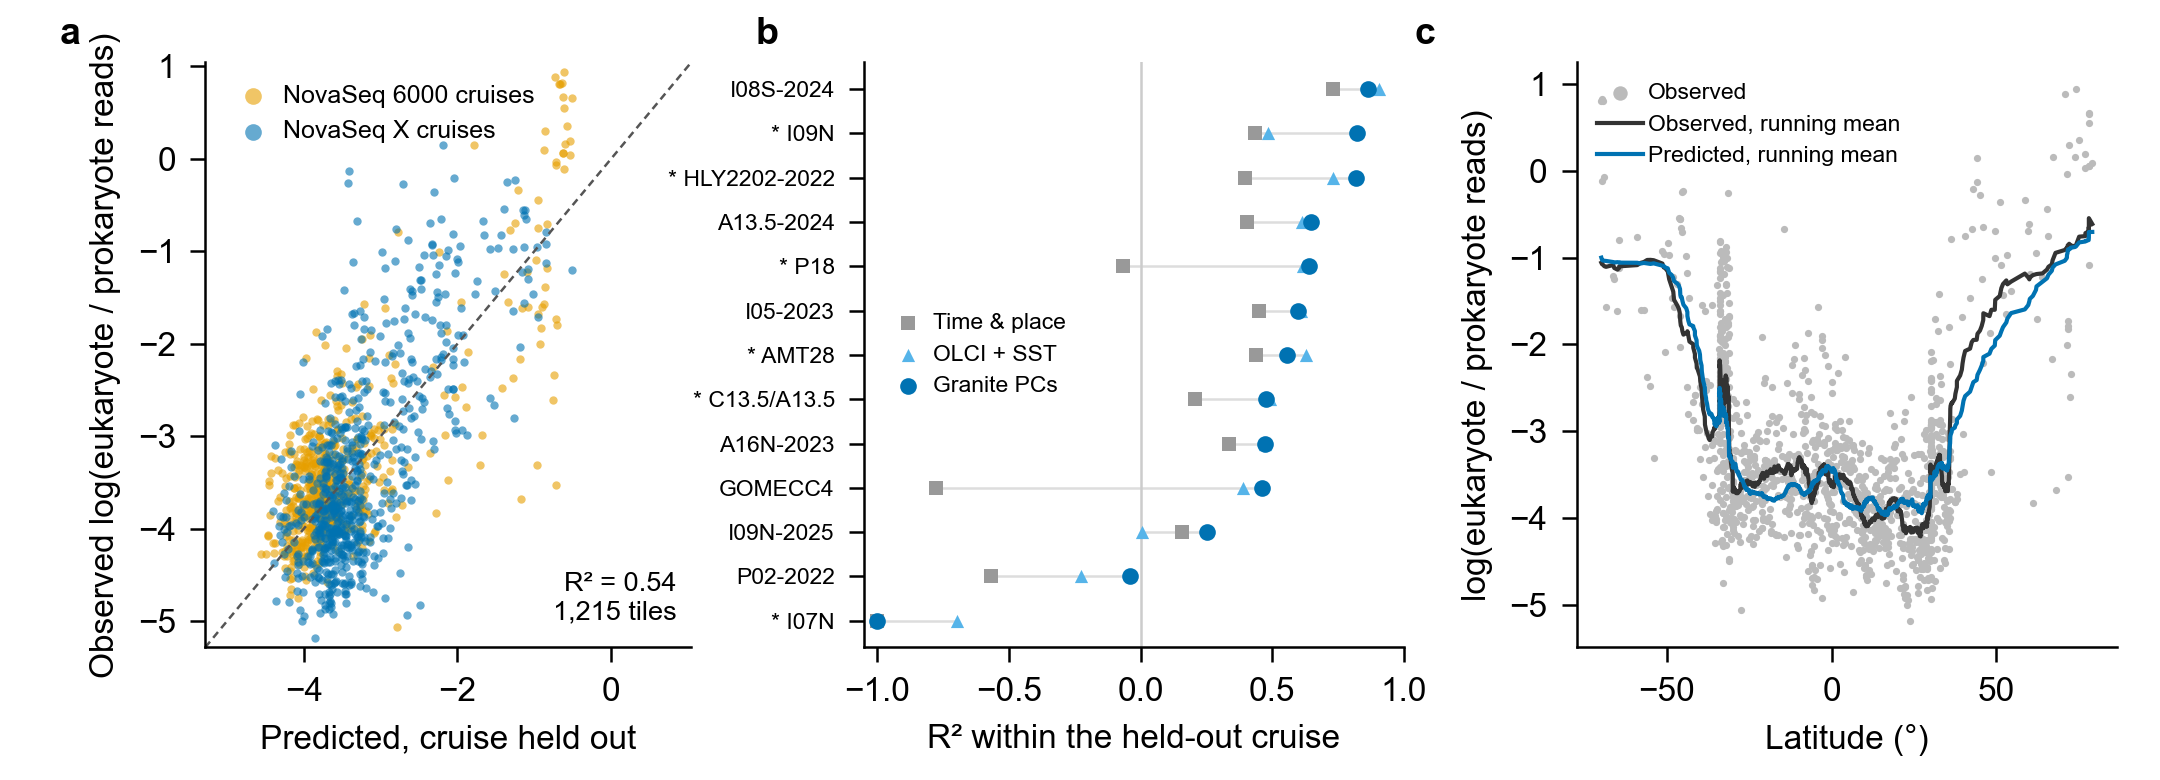 a
Observed log(eukaryote / prokaryote reads)
1
0
−1
−2
−3
−4
−5
NovaSeq 6000 cruises
NovaSeq X cruises
R² = 0.54
1,215 tiles
−4
−2
0
Predicted, cruise held out
b
I08S-2024
* I09N
* HLY2202-2022
A13.5-2024
* P18
I05-2023
* AMT28
* C13.5/A13.5
A16N-2023
GOMECC4
I09N-2025
P02-2022
* I07N
Time & place
OLCI + SST
Granite PCs
−1.0
−0.5
0.0
0.5
1.0
R² within the held-out cruise
c
log(eukaryote / prokaryote reads)
1
0
−1
−2
−3
−4
−5
Observed
Observed, running mean
Predicted, running mean
−50
0
50
Latitude (°)